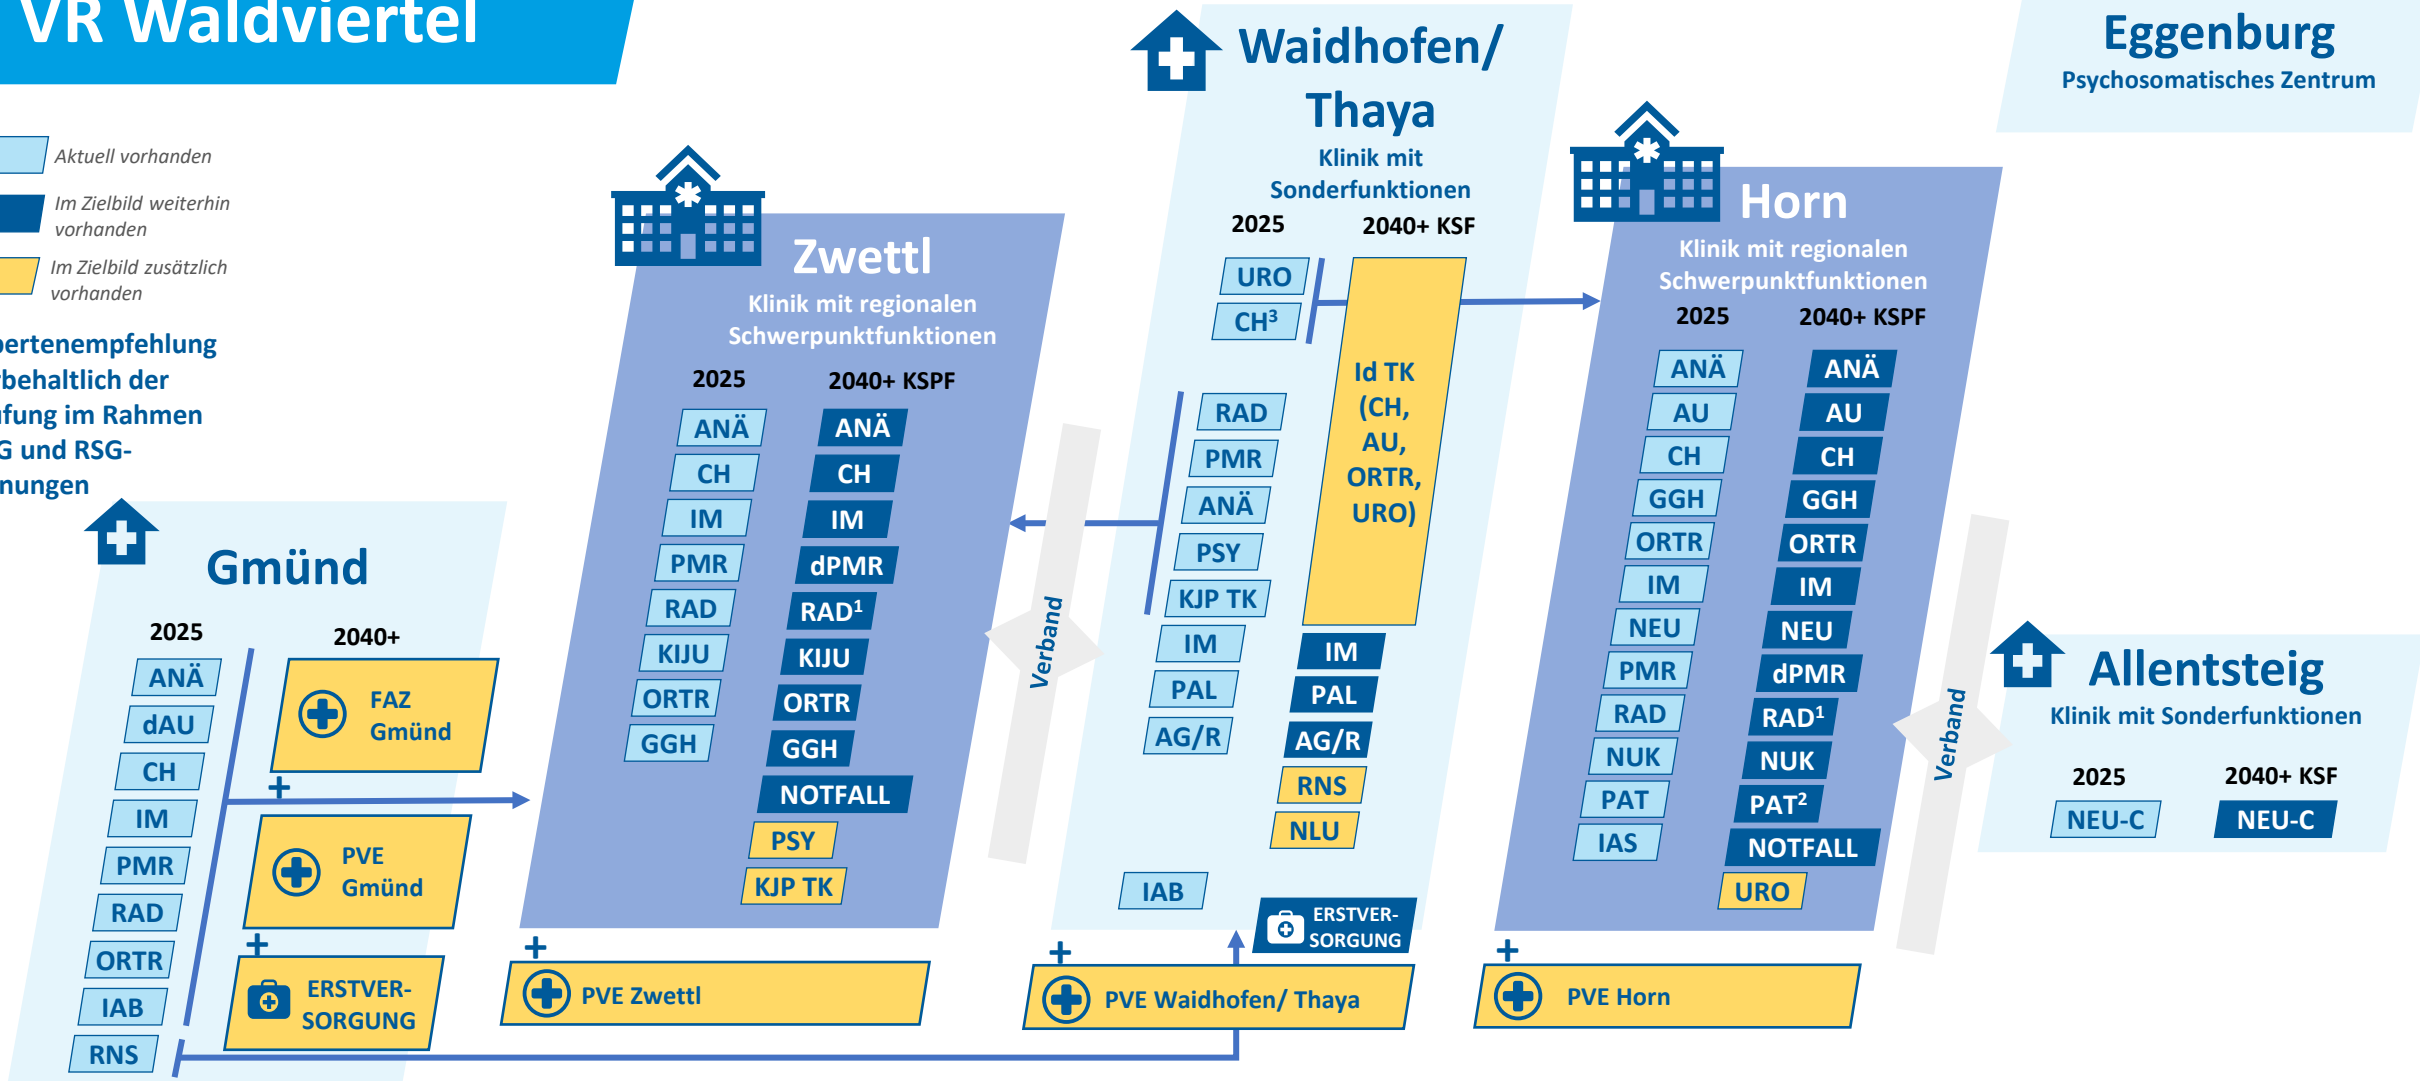 VR Waldviertel
Aktuell vorhanden
Im Zielbild weiterhin
vorhanden
Im Zielbild zusätzlich
vorhanden
pertenempfehlung
rbehaltlich der
üfung im Rahmen
G und RSG-
nungen
Gmünd
2025
2040+
ANÄ
dAU
CH
IM
PMR
RAD
ORTR
IAB
RNS
FAZ
Gmünd
+
PVE
Gmünd
+
ERSTVER-
SORGUNG
Zwettl
Klinik mit regionalen
Schwerpunktfunktionen
2025
2040+ KSPF
ANÄ
CH
IM
PMR
RAD
KIJU
ORTR
GGH
ANÄ
CH
IM
dPMR
RAD¹
KIJU
ORTR
GGH
NOTFALL
PSY
KJP TK
+
PVE Zwettl
Verband
Waidhofen/
Thaya
Klinik mit
Sonderfunktionen
2025
2040+ KSF
URO
CH³
RAD
PMR
ANÄ
PSY
KJP TK
IM
PAL
AG/R
IAB
Id TK
(CH,
AU,
ORTR,
URO)
IM
PAL
AG/R
RNS
NLU
ERSTVER-
SORGUNG
+
PVE Waidhofen/ Thaya
Horn
Klinik mit regionalen
Schwerpunktfunktionen
2025
2040+ KSPF
ANÄ
AU
CH
GGH
ORTR
IM
NEU
PMR
RAD
NUK
PAT
IAS
ANÄ
AU
CH
GGH
ORTR
IM
NEU
dPMR
RAD¹
NUK
PAT²
NOTFALL
URO
+
PVE Horn
Verband
Eggenburg
Psychosomatisches Zentrum
Allentsteig
Klinik mit Sonderfunktionen
2025
2040+ KSF
NEU-C
NEU-C